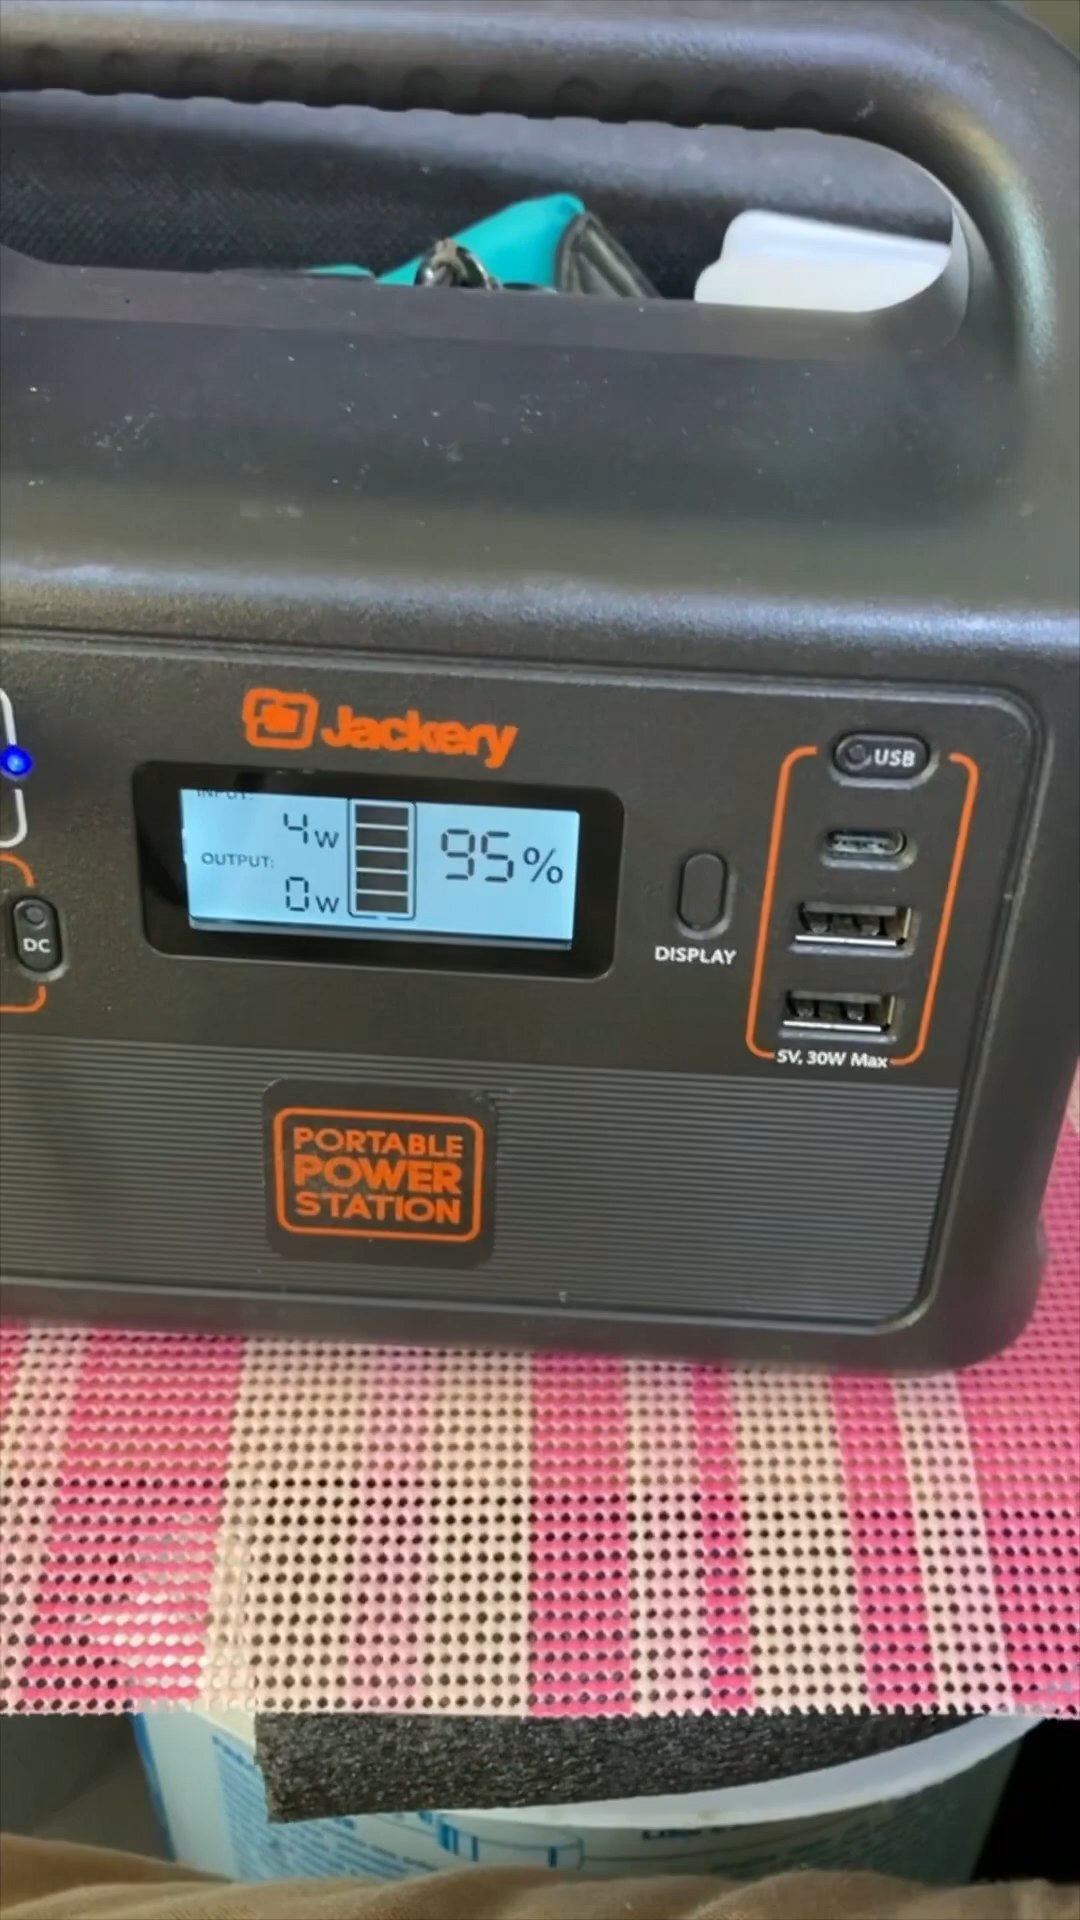 Jackery
INPUT:
4W
OUTPUT:
0W
95%
DISPLAY
USB
DC
5V, 30W Max
PORTABLE
POWER
STATION